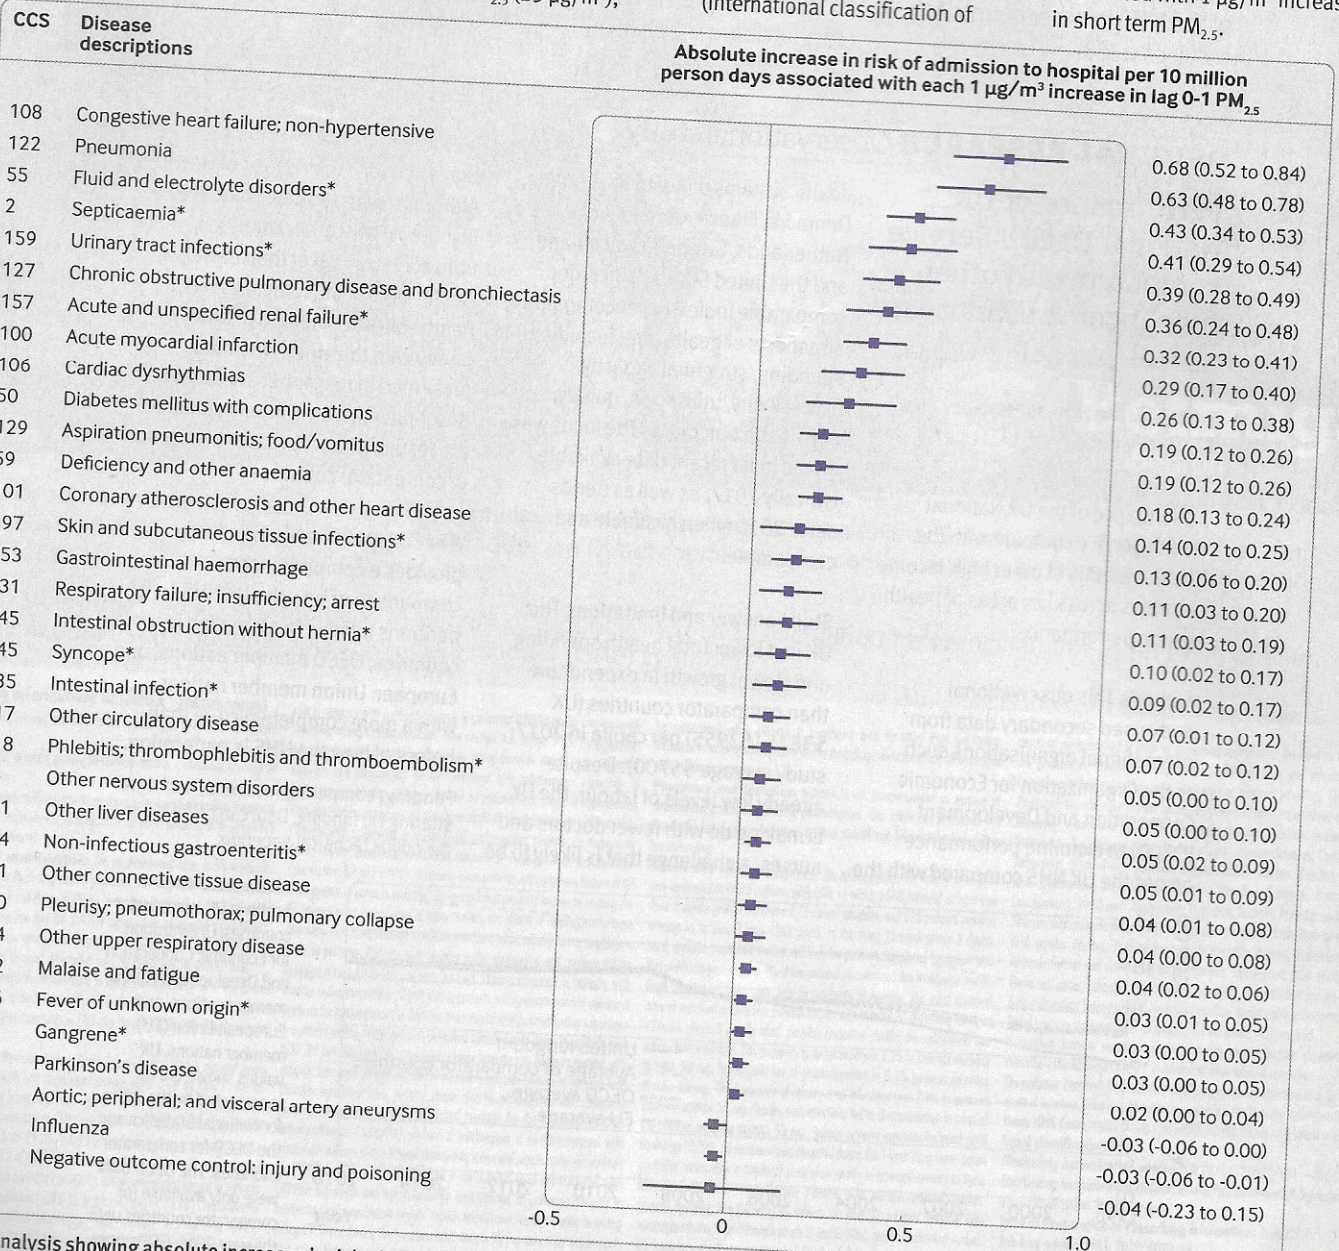 (international classification of
in short term PM2.5.
CCS Disease descriptions
Absolute increase in risk of admission to hospital per 10 million
person days associated with each 1 µg/m³ increase in lag 0-1 PM2.5
108 Congestive heart failure; non-hypertensive 0.68 (0.52 to 0.84)
122 Pneumonia 0.63 (0.48 to 0.78)
55 Fluid and electrolyte disorders* 0.43 (0.34 to 0.53)
2 Septicaemia* 0.41 (0.29 to 0.54)
159 Urinary tract infections* 0.39 (0.28 to 0.49)
127 Chronic obstructive pulmonary disease and bronchiectasis 0.36 (0.24 to 0.48)
157 Acute and unspecified renal failure* 0.32 (0.23 to 0.41)
100 Acute myocardial infarction 0.29 (0.17 to 0.40)
106 Cardiac dysrhythmias 0.26 (0.13 to 0.38)
50 Diabetes mellitus with complications 0.19 (0.12 to 0.26)
129 Aspiration pneumonitis; food/vomitus 0.19 (0.12 to 0.26)
59 Deficiency and other anaemia 0.18 (0.13 to 0.24)
01 Coronary atherosclerosis and other heart disease 0.14 (0.02 to 0.25)
97 Skin and subcutaneous tissue infections* 0.13 (0.06 to 0.20)
53 Gastrointestinal haemorrhage 0.11 (0.03 to 0.20)
31 Respiratory failure; insufficiency; arrest 0.11 (0.03 to 0.19)
45 Intestinal obstruction without hernia* 0.10 (0.02 to 0.17)
45 Syncope* 0.09 (0.02 to 0.17)
35 Intestinal infection* 0.07 (0.01 to 0.12)
17 Other circulatory disease 0.07 (0.02 to 0.12)
8 Phlebitis; thrombophlebitis and thromboembolism* 0.05 (0.00 to 0.10)
Other nervous system disorders 0.05 (0.00 to 0.10)
1 Other liver diseases 0.05 (0.02 to 0.09)
4 Non-infectious gastroenteritis* 0.05 (0.01 to 0.09)
1 Other connective tissue disease 0.04 (0.01 to 0.08)
0 Pleurisy; pneumothorax; pulmonary collapse 0.04 (0.00 to 0.08)
4 Other upper respiratory disease 0.04 (0.02 to 0.06)
2 Malaise and fatigue 0.03 (0.01 to 0.05)
Fever of unknown origin* 0.03 (0.00 to 0.05)
Gangrene* 0.03 (0.00 to 0.05)
Parkinson's disease 0.02 (0.00 to 0.04)
Aortic; peripheral; and visceral artery aneurysms -0.03 (-0.06 to 0.00)
Influenza -0.03 (-0.06 to -0.01)
Negative outcome control: injury and poisoning -0.04 (-0.23 to 0.15)
-0.5 0 0.5 1.0